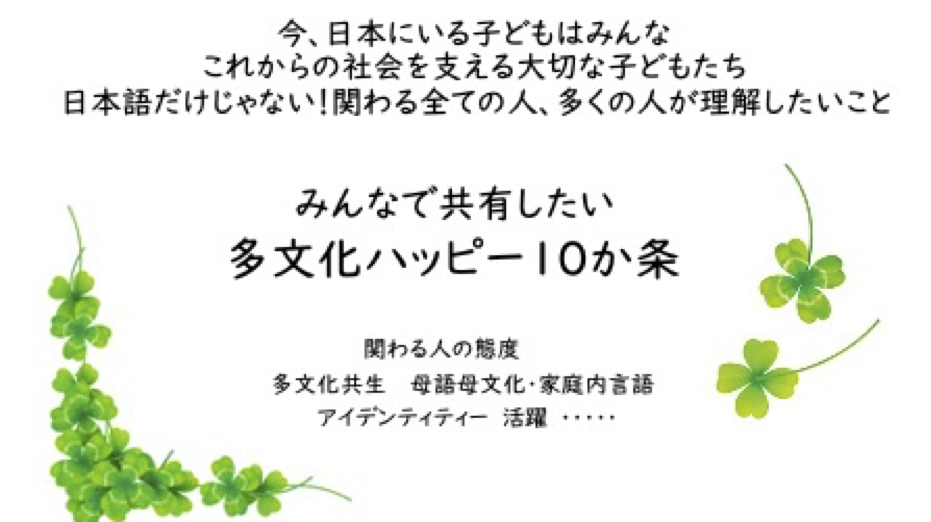 今、日本にいる子どもはみんな
これからの社会を支える大切な子どもたち
日本語だけじゃない!関わる全ての人、多くの人が理解したいこと
みんなで共有したい
多文化ハッピー10か条
関わる人の態度
多文化共生　母語母文化・家庭内言語
アイデンティティー　活躍 ・・・・・